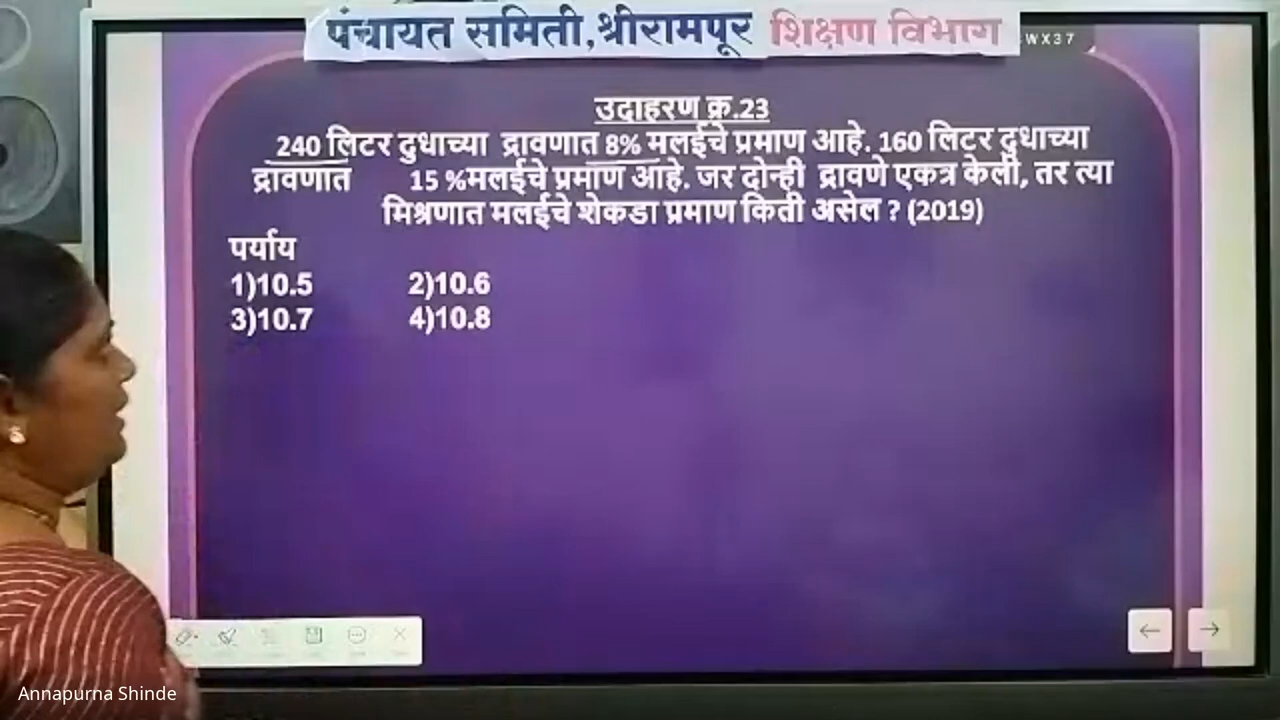 पंचायत समिती,श्रीरामपूर शिक्षण विभाग
WX37
उदाहरण क्र.23
240 लिटर दुधाच्या द्रावणात 8% मलईचे प्रमाण आहे. 160 लिटर दुधाच्या
द्रावणात 15 %मलईचे प्रमाण आहे. जर दोन्ही द्रावणे एकत्र केली, तर त्या
मिश्रणात मलईचे शेकडा प्रमाण किती असेल ? (2019)
पर्याय
1)10.5 2)10.6
3)10.7 4)10.8
Annapurna Shinde